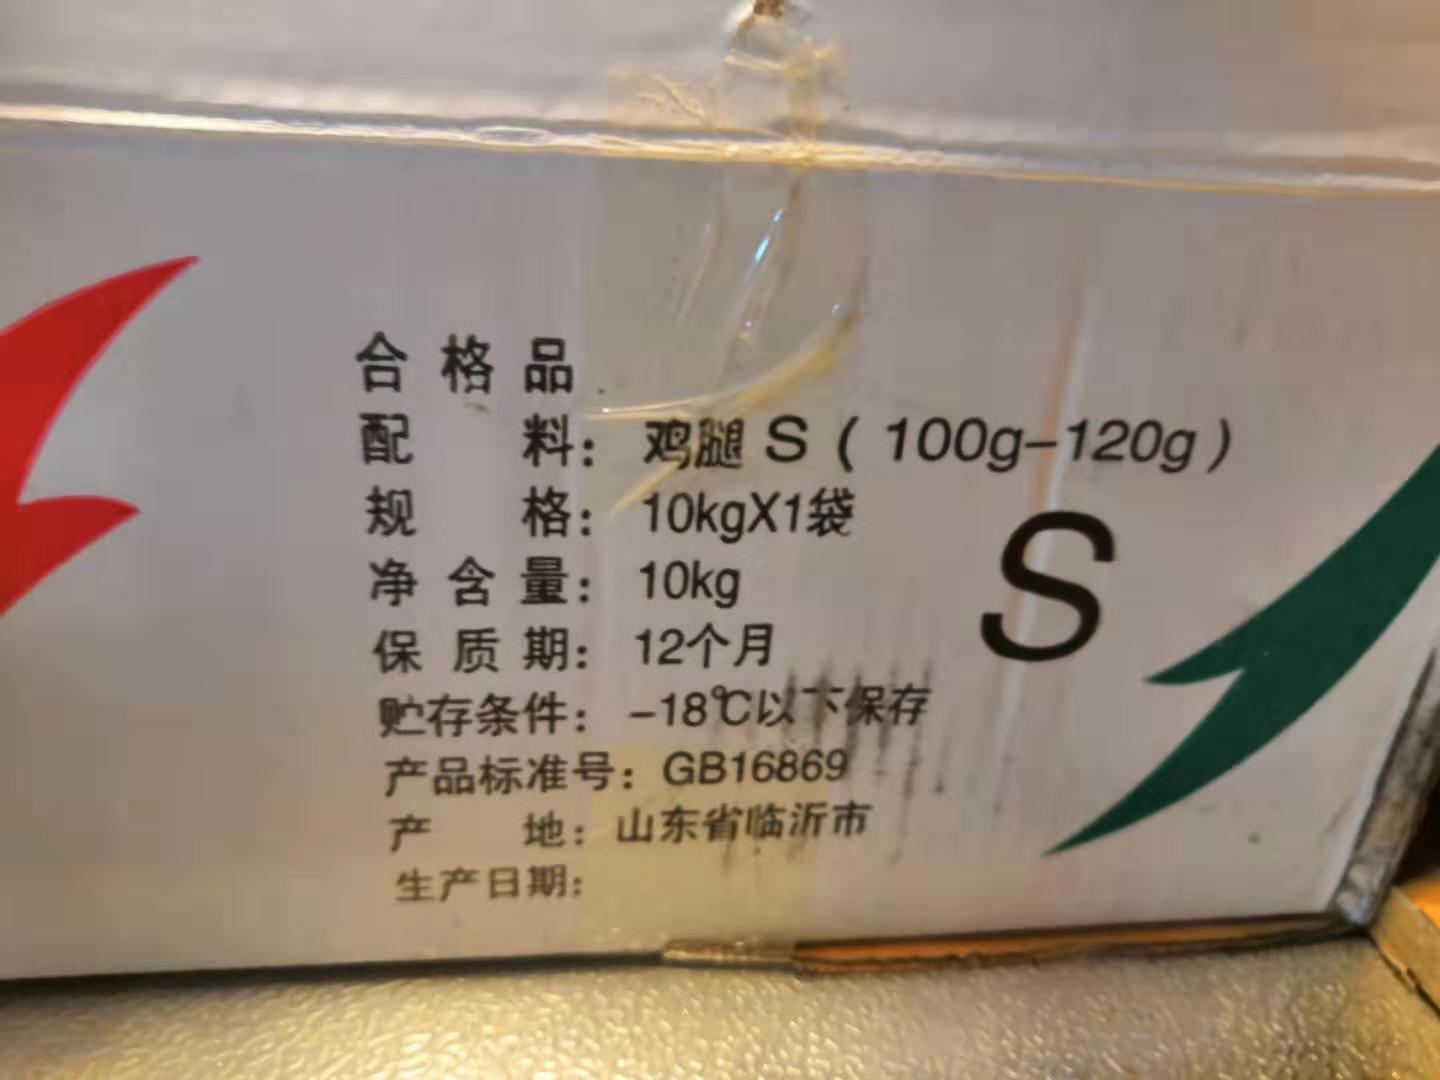 合格品
配料：鸡腿 S（100g-120g）
规格：10kgX1袋
S
净含量：10kg
保质期：12个月
贮存条件：-18℃以下保存
产品标准号：GB16869
产地：山东省临沂市
生产日期：